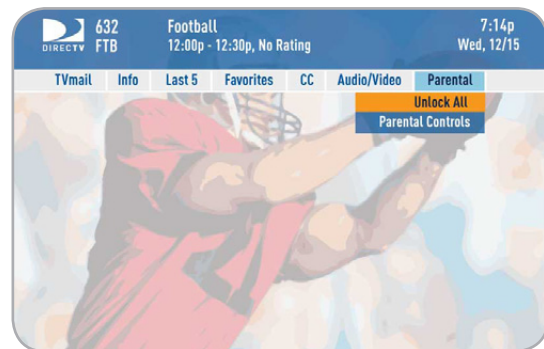 632 Football 7:14p
DIRECTV FTB 12:00p - 12:30p, No Rating Wed, 12/15
TVmail Info Last 5 Favorites CC Audio/Video Parental
Unlock All
Parental Controls